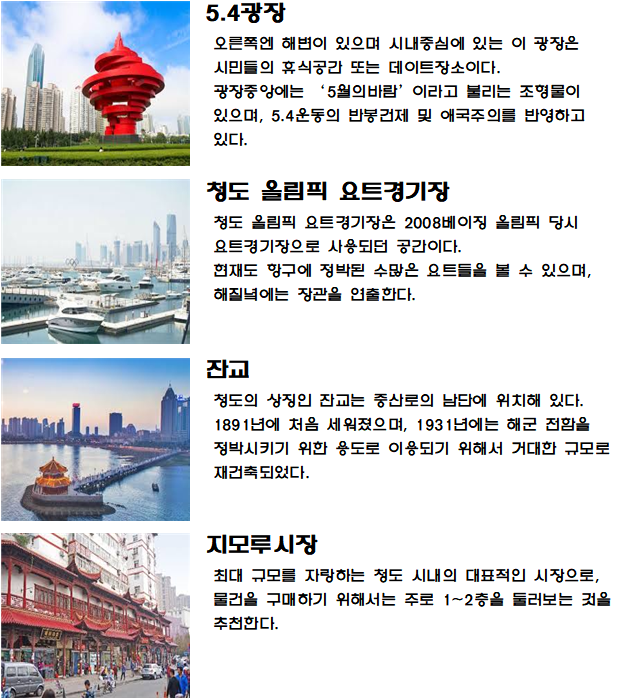 5.4광장
오른쪽엔 해변이 있으며 시내중심에 있는 이 광장은
시민들의 휴식공간 또는 데이트장소이다.
광장중앙에는 ‘5월의바람’이라고 불리는 조형물이
있으며, 5.4운동의 반봉건제 및 애국주의를 반영하고
있다.
청도 올림픽 요트경기장
청도 올림픽 요트경기장은 2008베이징 올림픽 당시
요트경기장으로 사용되던 공간이다.
현재도 항구에 정박된 수많은 요트들을 볼 수 있으며,
해질녘에는 장관을 연출한다.
잔교
청도의 상징인 잔교는 중산로의 남단에 위치해 있다.
1891년에 처음 세워졌으며, 1931년에는 해군 전함을
정박시키기 위한 용도로 이용되기 위해서 거대한 규모로
재건축되었다.
지모루시장
최대 규모를 자랑하는 청도 시내의 대표적인 시장으로,
물건을 구매하기 위해서는 주로 1~2층을 둘러보는 것을
추천한다.